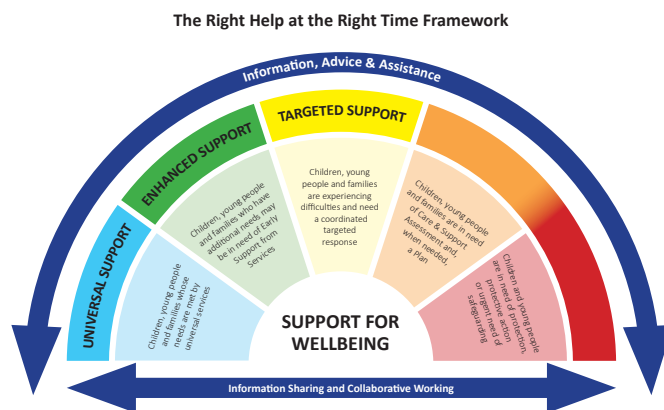 The Right Help at the Right Time Framework
Information, Advice & Assistance
UNIVERSAL SUPPORT
ENHANCED SUPPORT
TARGETED SUPPORT
Children, young people
and families whose
needs are met by
universal services
Children, young people
and families who have
additional needs may
be in need of Early
Support from
Services
Children, young
people and families
are experiencing
difficulties and need
a coordinated
targeted
response
Children, young people
and families are in need
of Care & Support
Assessment and,
when needed,
a Plan
Children and young people
are in need of protection,
protective action
or urgent need of
safeguarding
SUPPORT FOR
WELLBEING
Information Sharing and Collaborative Working